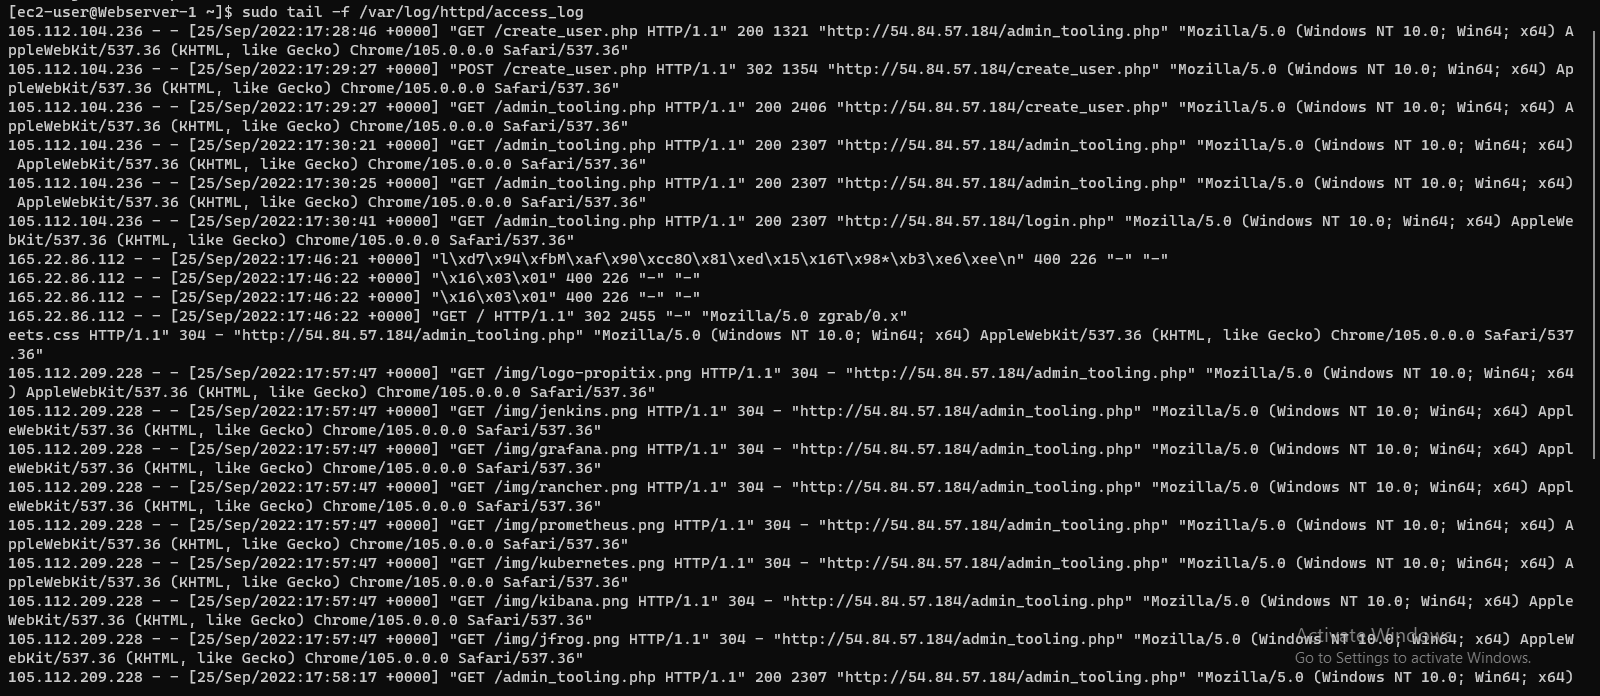 [ec2-user@Webserver-1 ~]$ sudo tail -f /var/log/httpd/access_log
105.112.104.236 - - [25/Sep/2022:17:28:46 +0000] "GET /create_user.php HTTP/1.1" 200 1321 "http://54.84.57.184/admin_tooling.php" "Mozilla/5.0 (Windows NT 10.0; Win64; x64) A
ppleWebKit/537.36 (KHTML, like Gecko) Chrome/105.0.0.0 Safari/537.36"
105.112.104.236 - - [25/Sep/2022:17:29:27 +0000] "POST /create_user.php HTTP/1.1" 302 1354 "http://54.84.57.184/create_user.php" "Mozilla/5.0 (Windows NT 10.0; Win64; x64) Ap
pleWebKit/537.36 (KHTML, like Gecko) Chrome/105.0.0.0 Safari/537.36"
105.112.104.236 - - [25/Sep/2022:17:29:27 +0000] "GET /admin_tooling.php HTTP/1.1" 200 2406 "http://54.84.57.184/create_user.php" "Mozilla/5.0 (Windows NT 10.0; Win64; x64) A
ppleWebKit/537.36 (KHTML, like Gecko) Chrome/105.0.0.0 Safari/537.36"
105.112.104.236 - - [25/Sep/2022:17:30:21 +0000] "GET /admin_tooling.php HTTP/1.1" 200 2307 "http://54.84.57.184/admin_tooling.php" "Mozilla/5.0 (Windows NT 10.0; Win64; x64)
 AppleWebKit/537.36 (KHTML, like Gecko) Chrome/105.0.0.0 Safari/537.36"
105.112.104.236 - - [25/Sep/2022:17:30:25 +0000] "GET /admin_tooling.php HTTP/1.1" 200 2307 "http://54.84.57.184/admin_tooling.php" "Mozilla/5.0 (Windows NT 10.0; Win64; x64)
 AppleWebKit/537.36 (KHTML, like Gecko) Chrome/105.0.0.0 Safari/537.36"
105.112.104.236 - - [25/Sep/2022:17:30:41 +0000] "GET /admin_tooling.php HTTP/1.1" 200 2307 "http://54.84.57.184/login.php" "Mozilla/5.0 (Windows NT 10.0; Win64; x64) AppleWe
bKit/537.36 (KHTML, like Gecko) Chrome/105.0.0.0 Safari/537.36"
165.22.86.112 - - [25/Sep/2022:17:46:21 +0000] "l\xd7\x94\xfbM\xaf\x90\xcc8O\x81\xed\x15\x16T\x98*\xb3\xe6\xee\n" 400 226 "-" "-"
165.22.86.112 - - [25/Sep/2022:17:46:22 +0000] "\x16\x03\x01" 400 226 "-" "-"
165.22.86.112 - - [25/Sep/2022:17:46:22 +0000] "\x16\x03\x01" 400 226 "-" "-"
165.22.86.112 - - [25/Sep/2022:17:46:22 +0000] "GET / HTTP/1.1" 302 2455 "-" "Mozilla/5.0 zgrab/0.x"
eets.css HTTP/1.1" 304 - "http://54.84.57.184/admin_tooling.php" "Mozilla/5.0 (Windows NT 10.0; Win64; x64) AppleWebKit/537.36 (KHTML, like Gecko) Chrome/105.0.0.0 Safari/537
.36"
105.112.209.228 - - [25/Sep/2022:17:57:47 +0000] "GET /img/logo-propitix.png HTTP/1.1" 304 - "http://54.84.57.184/admin_tooling.php" "Mozilla/5.0 (Windows NT 10.0; Win64; x64
) AppleWebKit/537.36 (KHTML, like Gecko) Chrome/105.0.0.0 Safari/537.36"
105.112.209.228 - - [25/Sep/2022:17:57:47 +0000] "GET /img/jenkins.png HTTP/1.1" 304 - "http://54.84.57.184/admin_tooling.php" "Mozilla/5.0 (Windows NT 10.0; Win64; x64) Appl
eWebKit/537.36 (KHTML, like Gecko) Chrome/105.0.0.0 Safari/537.36"
105.112.209.228 - - [25/Sep/2022:17:57:47 +0000] "GET /img/grafana.png HTTP/1.1" 304 - "http://54.84.57.184/admin_tooling.php" "Mozilla/5.0 (Windows NT 10.0; Win64; x64) Appl
eWebKit/537.36 (KHTML, like Gecko) Chrome/105.0.0.0 Safari/537.36"
105.112.209.228 - - [25/Sep/2022:17:57:47 +0000] "GET /img/rancher.png HTTP/1.1" 304 - "http://54.84.57.184/admin_tooling.php" "Mozilla/5.0 (Windows NT 10.0; Win64; x64) Appl
eWebKit/537.36 (KHTML, like Gecko) Chrome/105.0.0.0 Safari/537.36"
105.112.209.228 - - [25/Sep/2022:17:57:47 +0000] "GET /img/prometheus.png HTTP/1.1" 304 - "http://54.84.57.184/admin_tooling.php" "Mozilla/5.0 (Windows NT 10.0; Win64; x64) A
ppleWebKit/537.36 (KHTML, like Gecko) Chrome/105.0.0.0 Safari/537.36"
105.112.209.228 - - [25/Sep/2022:17:57:47 +0000] "GET /img/kubernetes.png HTTP/1.1" 304 - "http://54.84.57.184/admin_tooling.php" "Mozilla/5.0 (Windows NT 10.0; Win64; x64) A
ppleWebKit/537.36 (KHTML, like Gecko) Chrome/105.0.0.0 Safari/537.36"
105.112.209.228 - - [25/Sep/2022:17:57:47 +0000] "GET /img/kibana.png HTTP/1.1" 304 - "http://54.84.57.184/admin_tooling.php" "Mozilla/5.0 (Windows NT 10.0; Win64; x64) Apple
WebKit/537.36 (KHTML, like Gecko) Chrome/105.0.0.0 Safari/537.36"
105.112.209.228 - - [25/Sep/2022:17:57:47 +0000] "GET /img/jfrog.png HTTP/1.1" 304 - "http://54.84.57.184/admin_tooling.php" "Mozilla/5.0 (Windows NT 10.0; Win64; x64) AppleW
ebKit/537.36 (KHTML, like Gecko) Chrome/105.0.0.0 Safari/537.36"
105.112.209.228 - - [25/Sep/2022:17:58:17 +0000] "GET /admin_tooling.php HTTP/1.1" 200 2307 "http://54.84.57.184/admin_tooling.php" "Mozilla/5.0 (Windows NT 10.0; Win64; x64)
Activate Windows
Go to Settings to activate Windows.